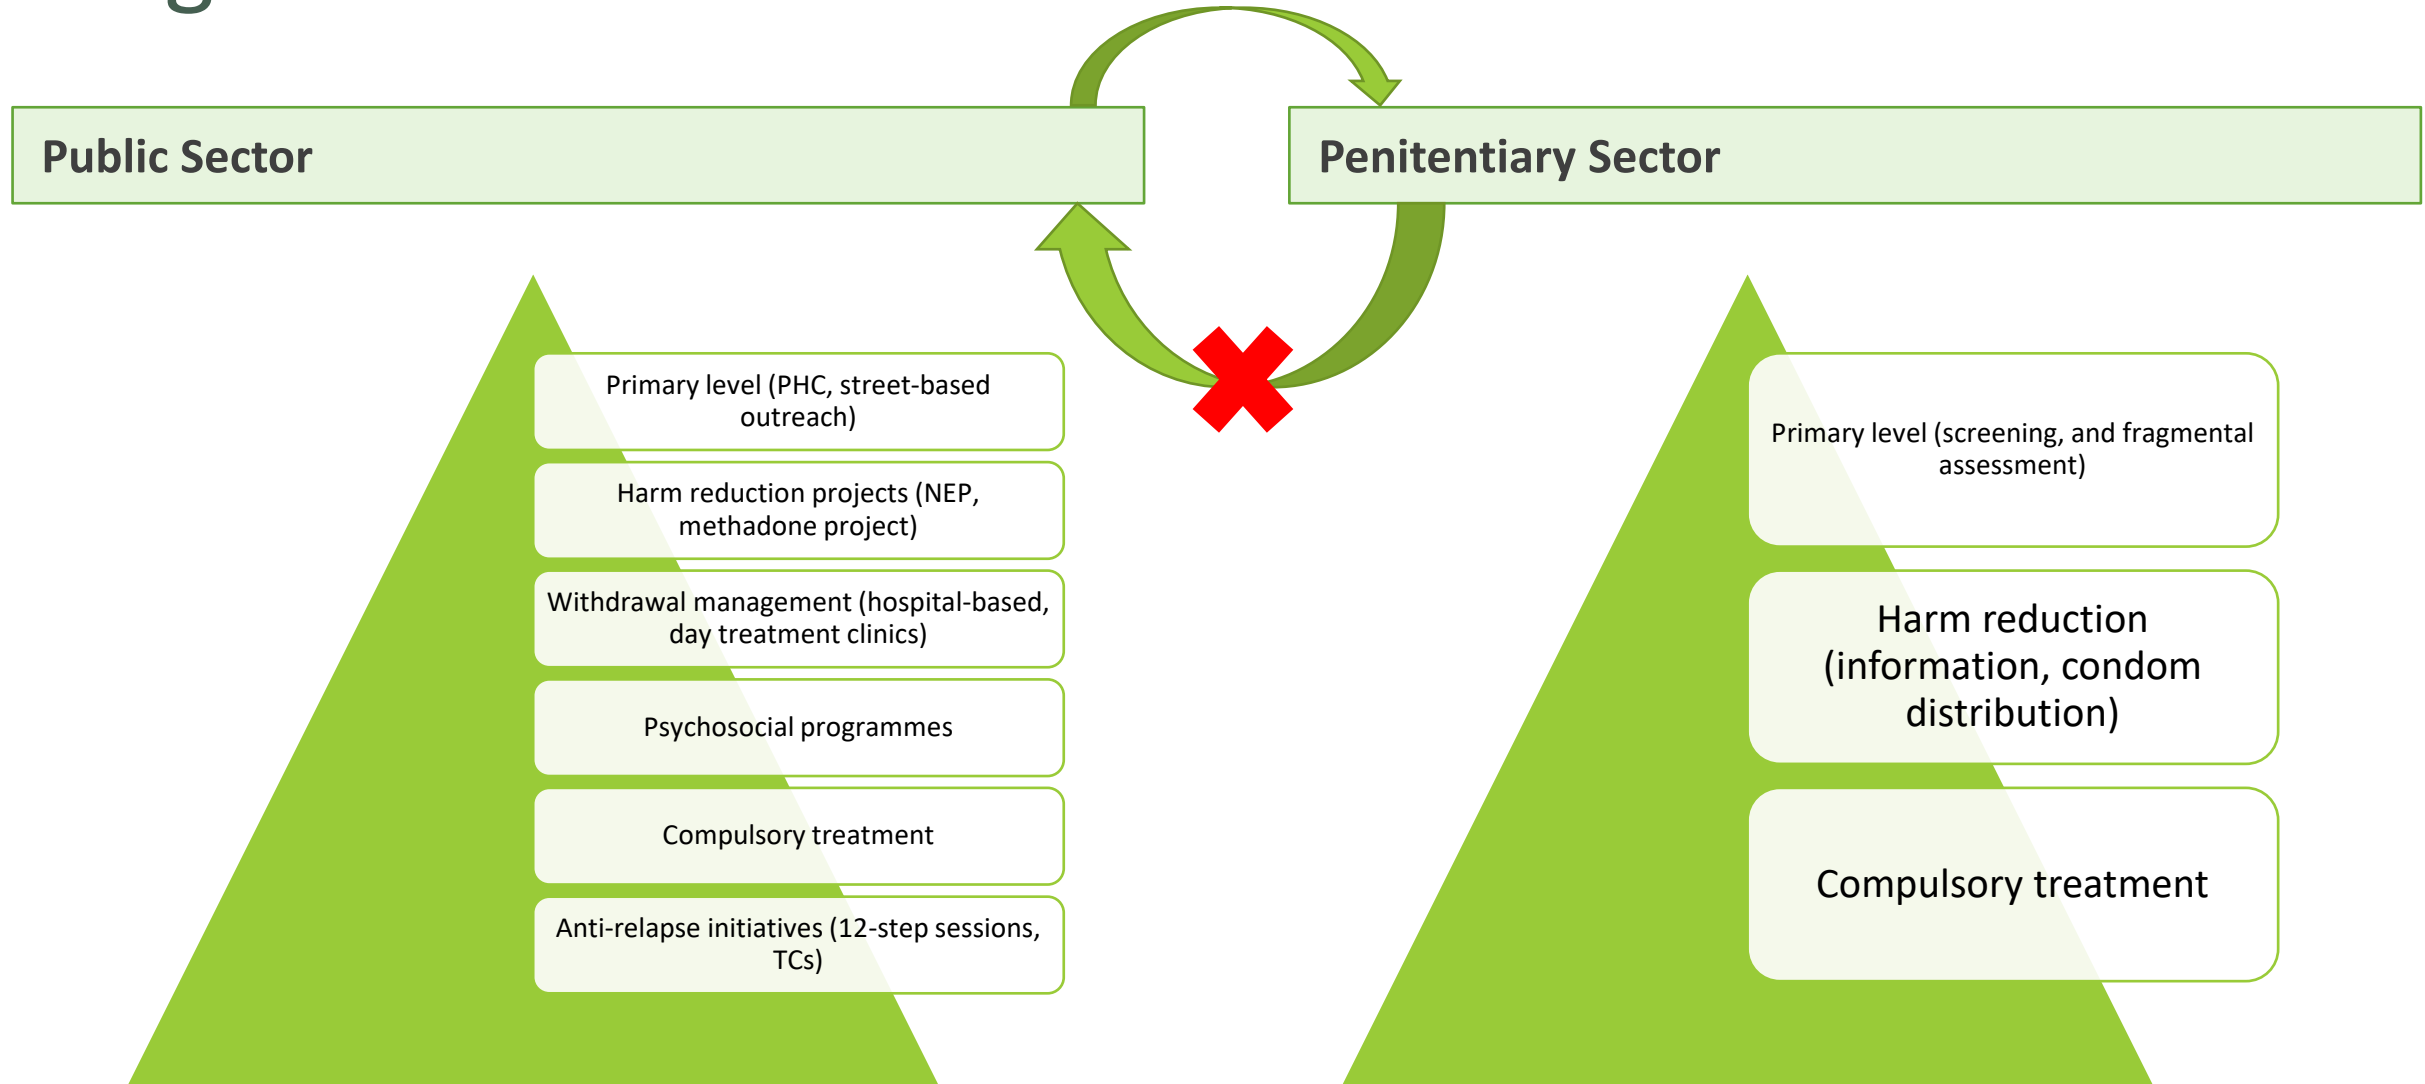 Public Sector
Penitentiary Sector
Primary level (PHC, street-based
outreach)
Harm reduction projects (NEP,
methadone project)
Withdrawal management (hospital-based,
day treatment clinics)
Psychosocial programmes
Compulsory treatment
Anti-relapse initiatives (12-step sessions,
TCs)
Primary level (screening, and fragmental
assessment)
Harm reduction
(information, condom
distribution)
Compulsory treatment